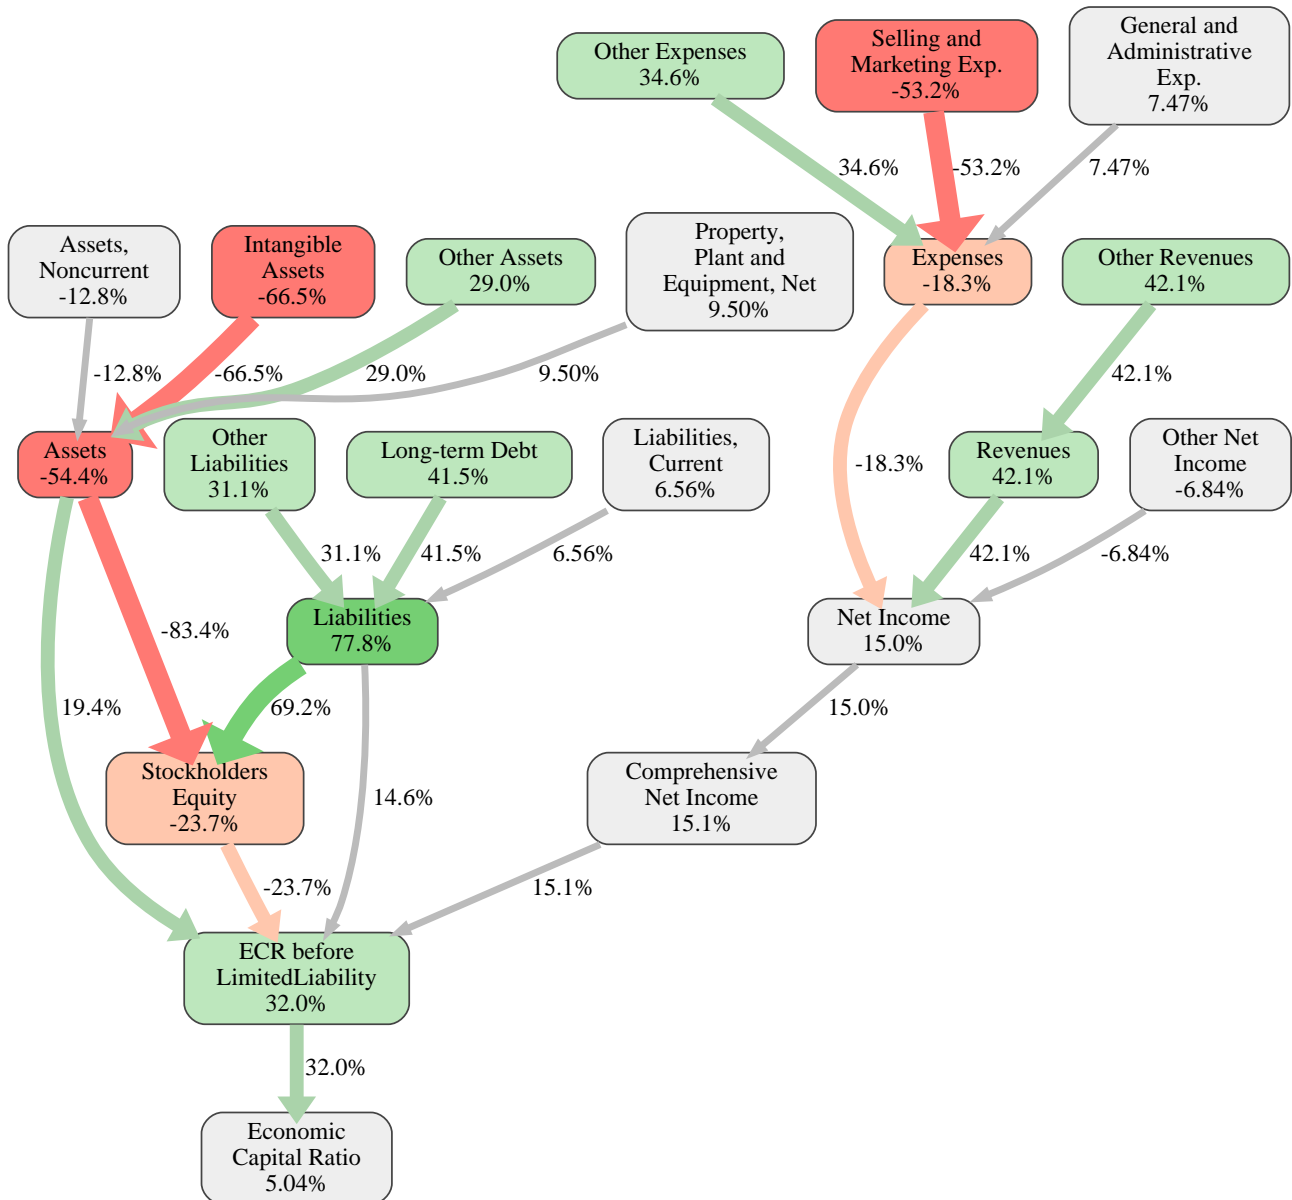 Other Expenses
34.6%
Selling and
Marketing Exp.
-53.2%
General and
Administrative
Exp.
7.47%
34.6%
-53.2%
7.47%
Assets,
Noncurrent
-12.8%
Intangible
Assets
-66.5%
Other Assets
29.0%
Property,
Plant and
Equipment, Net
9.50%
Expenses
-18.3%
Other Revenues
42.1%
-12.8%
-66.5%
29.0%
9.50%
42.1%
Assets
-54.4%
Other
Liabilities
31.1%
Long-term Debt
41.5%
Liabilities,
Current
6.56%
-18.3%
Revenues
42.1%
Other Net
Income
-6.84%
31.1%
41.5%
6.56%
42.1%
-6.84%
-83.4%
Liabilities
77.8%
Net Income
15.0%
19.4%
69.2%
15.0%
Stockholders
Equity
-23.7%
14.6%
Comprehensive
Net Income
15.1%
-23.7%
15.1%
ECR before
LimitedLiability
32.0%
32.0%
Economic
Capital Ratio
5.04%